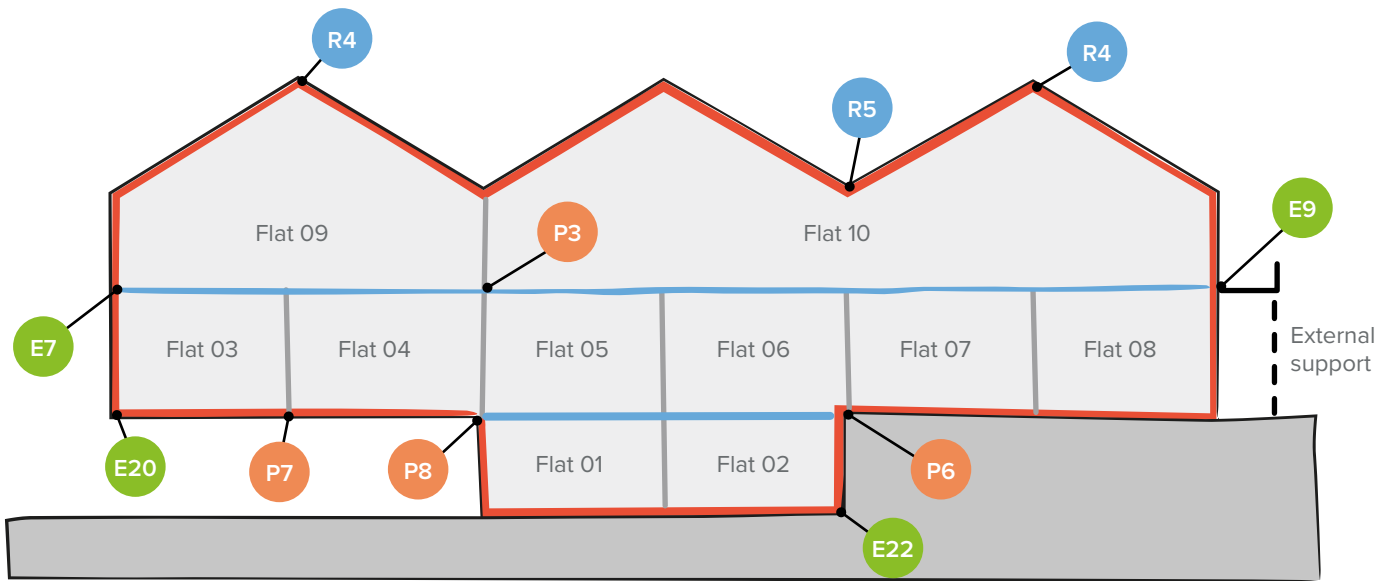 R4
R4
R5
E9
P3
Flat 09
Flat 10
E7
Flat 03
Flat 04
Flat 05
Flat 06
Flat 07
Flat 08
External
support
E20
P7
P8
Flat 01
Flat 02
P6
E22